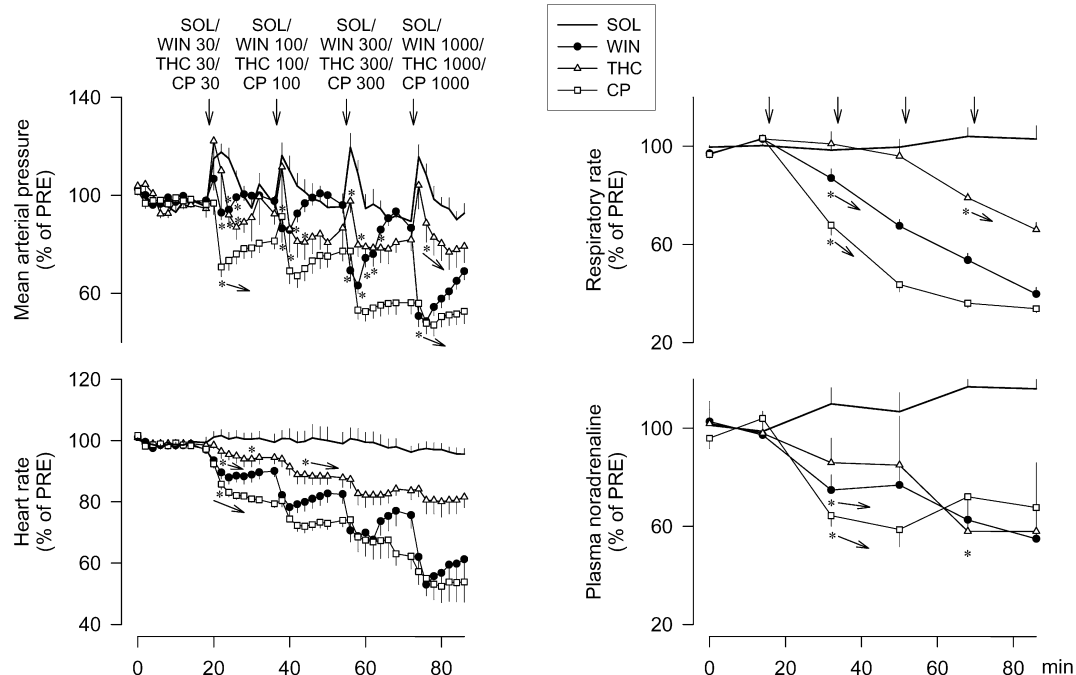 SOL/ SOL/ SOL/ SOL/
WIN 30/ WIN 100/ WIN 300/ WIN 1000/
THC 30/ THC 100/ THC 300/ THC 1000/
CP 30 CP 100 CP 300 CP 1000
SOL
WIN
THC
CP
Mean arterial pressure
(% of PRE)
140
100
60
* * * * * * * * * * * * * * * * * * *
Respiratory rate
(% of PRE)
100
60
20
* * *
Heart rate
(% of PRE)
120
100
80
60
40
* * * *
0 20 40 60 80
Plasma noradrenaline
(% of PRE)
100
60
20
* * *
0 20 40 60 80 min